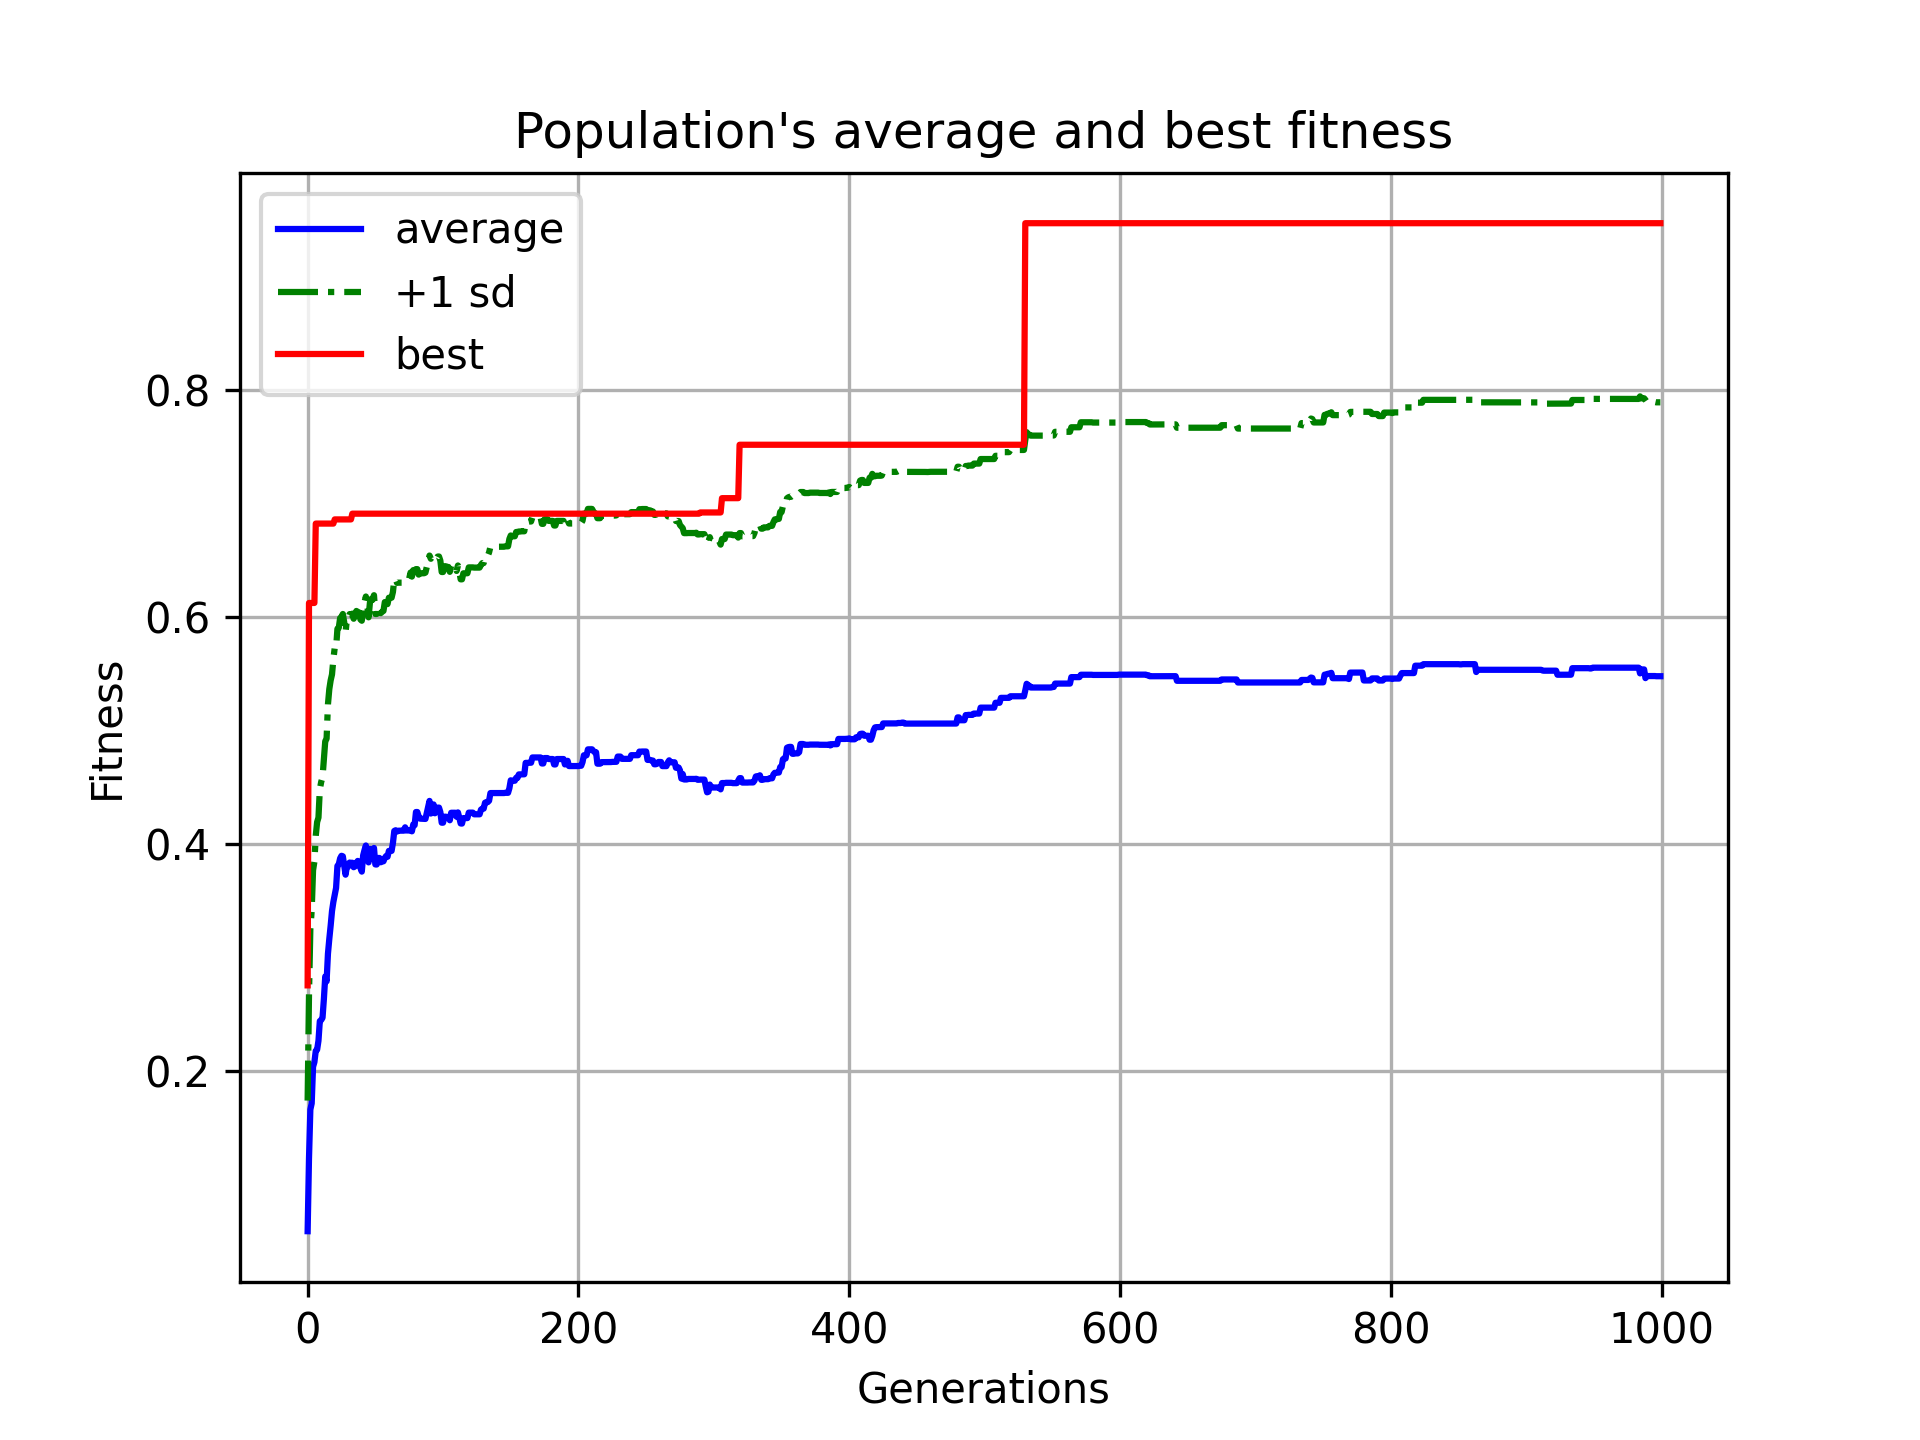 Population's average and best fitness
average
+1 sd
best
0.8
0.6
0.4
0.2
Fitness
0 200 400 600 800 1000
Generations